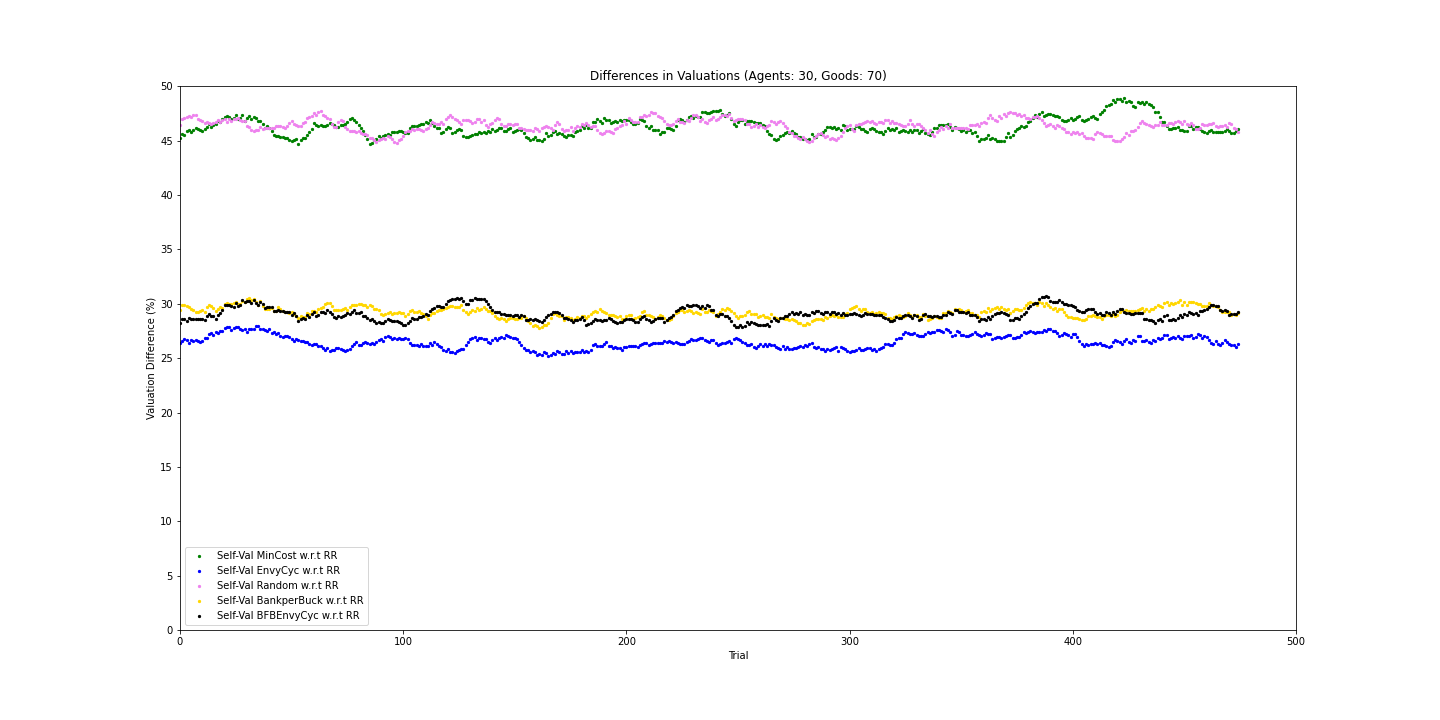 Differences in Valuations (Agents: 30, Goods: 70)
50
45
40
35
30
25
20
15
10
5
0
Valuation Difference (%)
Self-Val MinCost w.r.t RR
Self-Val EnvyCyc w.r.t RR
Self-Val Random w.r.t RR
Self-Val BankperBuck w.r.t RR
Self-Val BFBEnvyCyc w.r.t RR
0 100 200 300 400 500
Trial